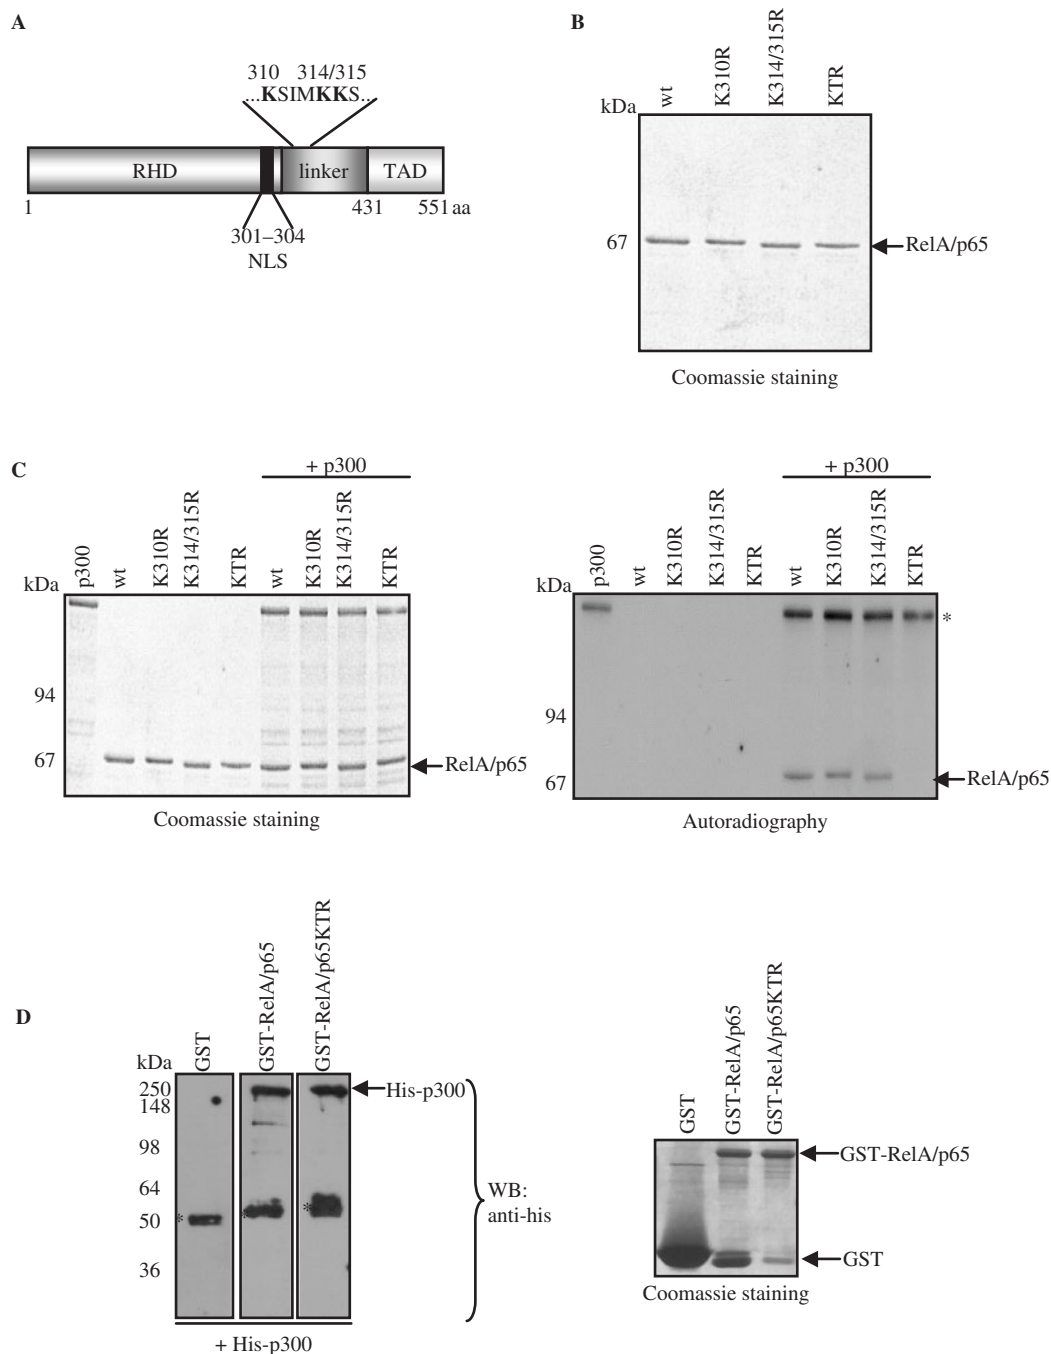 A
310 314/315
...KSIMKKS...
RHD linker TAD
1 431 551 aa
301–304
NLS
B
kDa wt K310R K314/315R KTR
67 RelA/p65
Coomassie staining
C
+ p300
kDa p300 wt K310R K314/315R KTR wt K310R K314/315R KTR
94
67 RelA/p65
Coomassie staining
+ p300
kDa p300 wt K310R K314/315R KTR wt K310R K314/315R KTR
*
94
67 RelA/p65
Autoradiography
D
kDa GST GST-RelA/p65 GST-RelA/p65KTR
250 His-p300
148
98
64
50 * * *
36
WB:
anti-his
+ His-p300
GST GST-RelA/p65 GST-RelA/p65KTR
GST-RelA/p65
GST
Coomassie staining